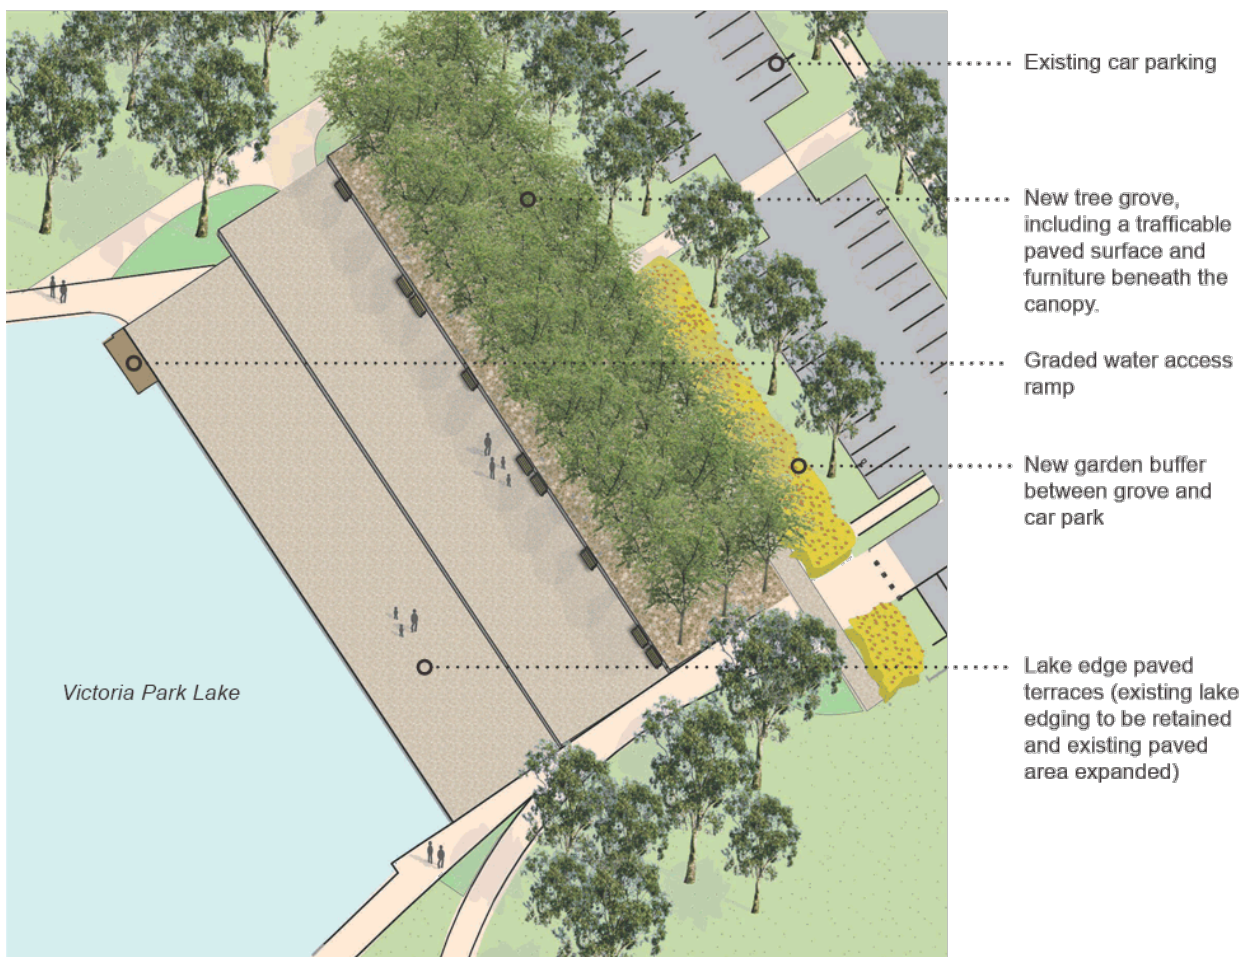 Existing car parking
New tree grove,
including a trafficable
paved surface and
furniture beneath the
canopy.
Graded water access
ramp
New garden buffer
between grove and
car park
Lake edge paved
terraces (existing lake
edging to be retained
and existing paved
area expanded)
Victoria Park Lake